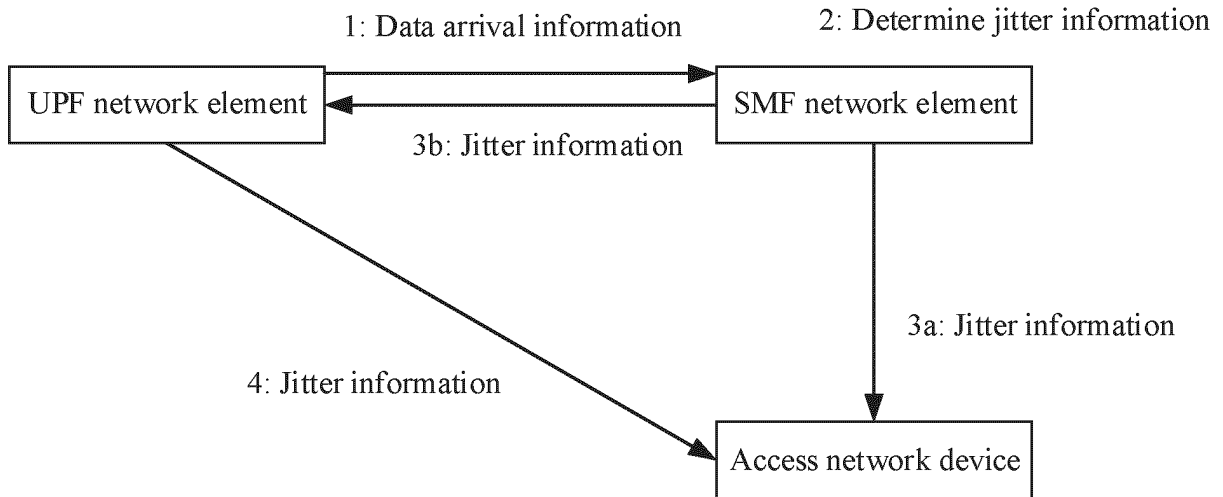 1: Data arrival information
2: Determine jitter information
UPF network element
SMF network element
3b: Jitter information
3a: Jitter information
4: Jitter information
Access network device